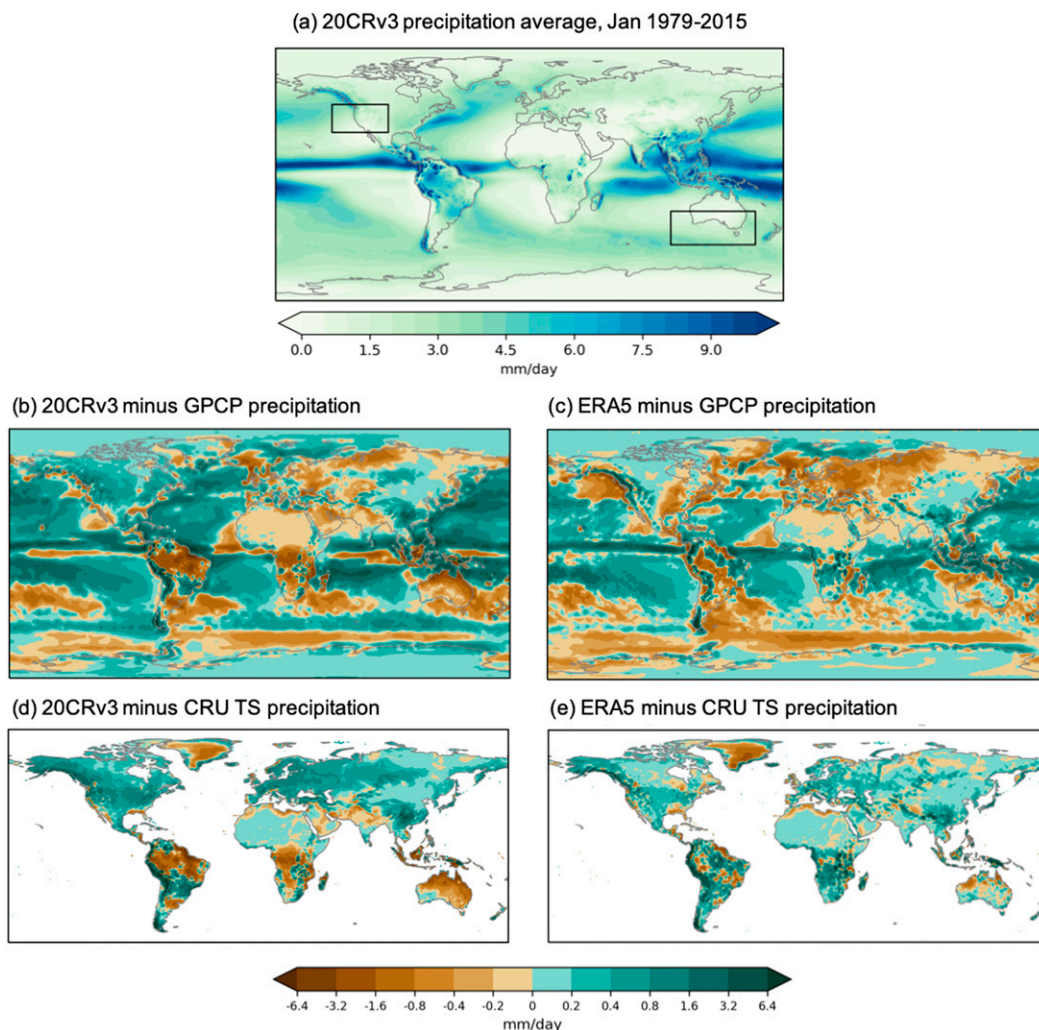 (a) 20CRv3 precipitation average, Jan 1979-2015
0.0 1.5 3.0 4.5 6.0 7.5 9.0
mm/day
(b) 20CRv3 minus GPCP precipitation
(c) ERA5 minus GPCP precipitation
(d) 20CRv3 minus CRU TS precipitation
(e) ERA5 minus CRU TS precipitation
-6.4 -3.2 -1.6 -0.8 -0.4 -0.2 0 0.2 0.4 0.8 1.6 3.2 6.4
mm/day